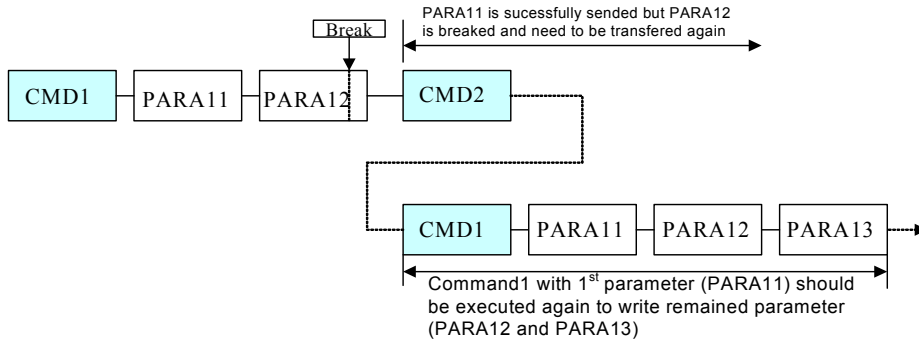 PARA11 is sucessfully sended but PARA12
is breaked and need to be transfered again
Break
CMD1
PARA11
PARA12
CMD2
CMD1
PARA11
PARA12
PARA13
Command1 with 1st parameter (PARA11) should
be executed again to write remained parameter
(PARA12 and PARA13)